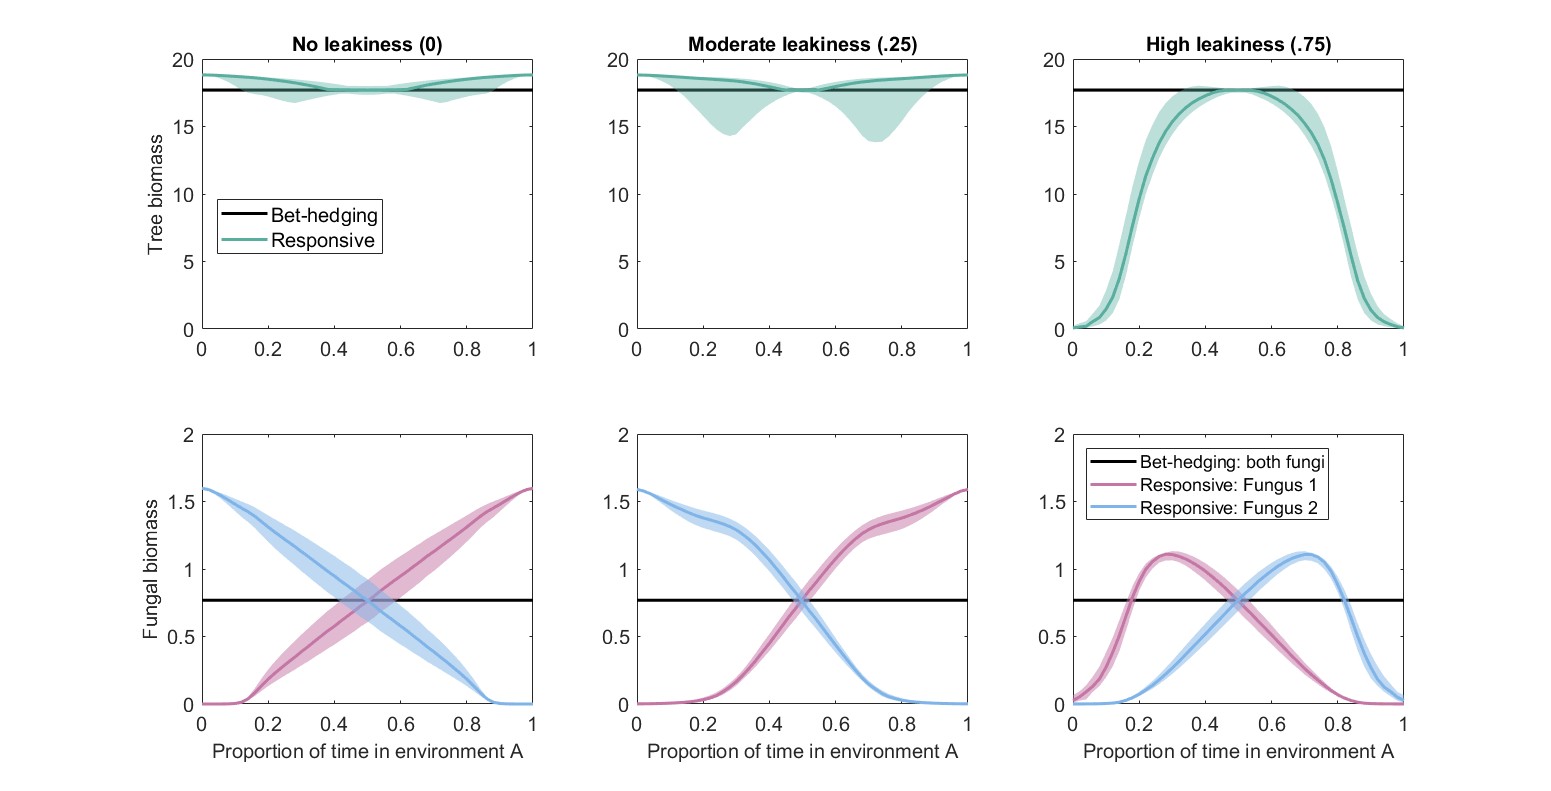 No leakiness (0)
Moderate leakiness (.25)
High leakiness (.75)
Tree biomass
20
15
10
5
0
0 0.2 0.4 0.6 0.8 1
Bet-hedging
Responsive
20
15
10
5
0
0 0.2 0.4 0.6 0.8 1
20
15
10
5
0
0 0.2 0.4 0.6 0.8 1
Fungal biomass
2
1.5
1
0.5
0
0 0.2 0.4 0.6 0.8 1
Proportion of time in environment A
2
1.5
1
0.5
0
0 0.2 0.4 0.6 0.8 1
Proportion of time in environment A
2
1.5
1
0.5
0
Bet-hedging: both fungi
Responsive: Fungus 1
Responsive: Fungus 2
0 0.2 0.4 0.6 0.8 1
Proportion of time in environment A